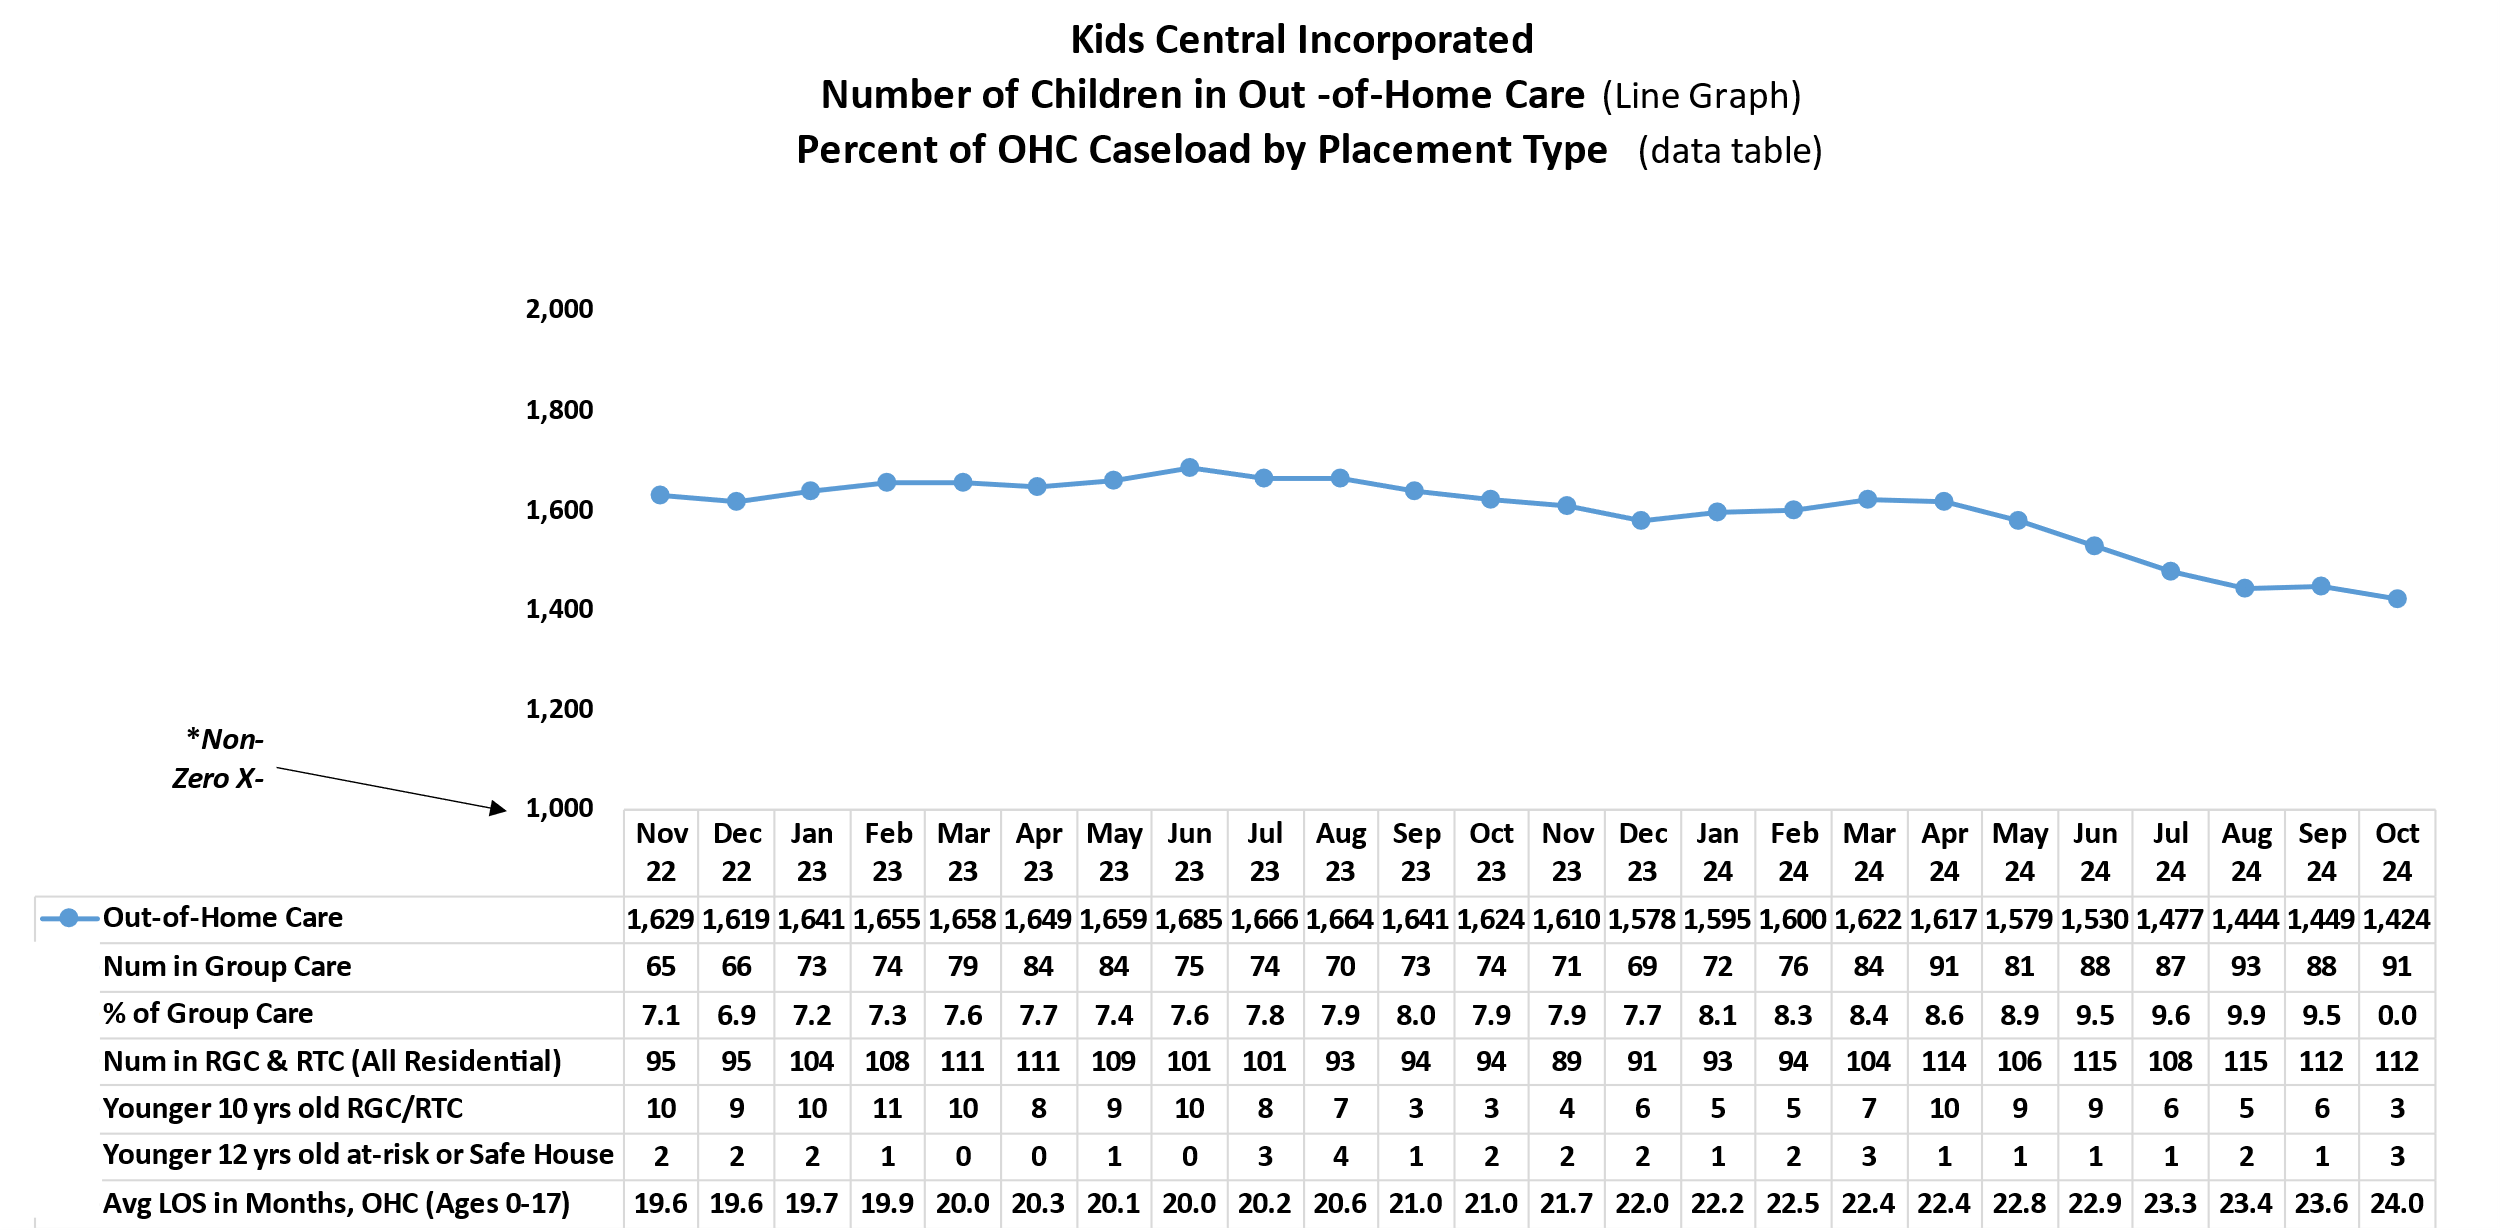 Kids Central Incorporated
Number of Children in Out -of-Home Care (Line Graph)
Percent of OHC Caseload by Placement Type (data table)
2,000
1,800
1,600
1,400
1,200
*Non-
Zero X-
1,000
Nov 22 Dec 22 Jan 23 Feb 23 Mar 23 Apr 23 May 23 Jun 23 Jul 23 Aug 23 Sep 23 Oct 23 Nov 23 Dec 23 Jan 24 Feb 24 Mar 24 Apr 24 May 24 Jun 24 Jul 24 Aug 24 Sep 24 Oct 24
Out-of-Home Care 1,629 1,619 1,641 1,655 1,658 1,649 1,659 1,685 1,666 1,664 1,641 1,624 1,610 1,578 1,595 1,600 1,622 1,617 1,579 1,530 1,477 1,444 1,449 1,424
Num in Group Care 65 66 73 74 79 84 84 75 74 70 73 74 71 69 72 76 84 91 81 88 87 93 88 91
% of Group Care 7.1 6.9 7.2 7.3 7.6 7.7 7.4 7.6 7.8 7.9 8.0 7.9 7.9 7.7 8.1 8.3 8.4 8.6 8.9 9.5 9.6 9.9 9.5 0.0
Num in RGC & RTC (All Residential) 95 95 104 108 111 111 109 101 101 93 94 94 89 91 93 94 104 114 106 115 108 115 112 112
Younger 10 yrs old RGC/RTC 10 9 10 11 10 8 9 10 8 7 3 3 4 6 5 5 7 10 9 9 6 5 6 3
Younger 12 yrs old at-risk or Safe House 2 2 2 1 0 0 1 0 3 4 1 2 2 2 1 2 3 1 1 1 1 2 1 3
Avg LOS in Months, OHC (Ages 0-17) 19.6 19.6 19.7 19.9 20.0 20.3 20.1 20.0 20.2 20.6 21.0 21.0 21.7 22.0 22.2 22.5 22.4 22.4 22.8 22.9 23.3 23.4 23.6 24.0